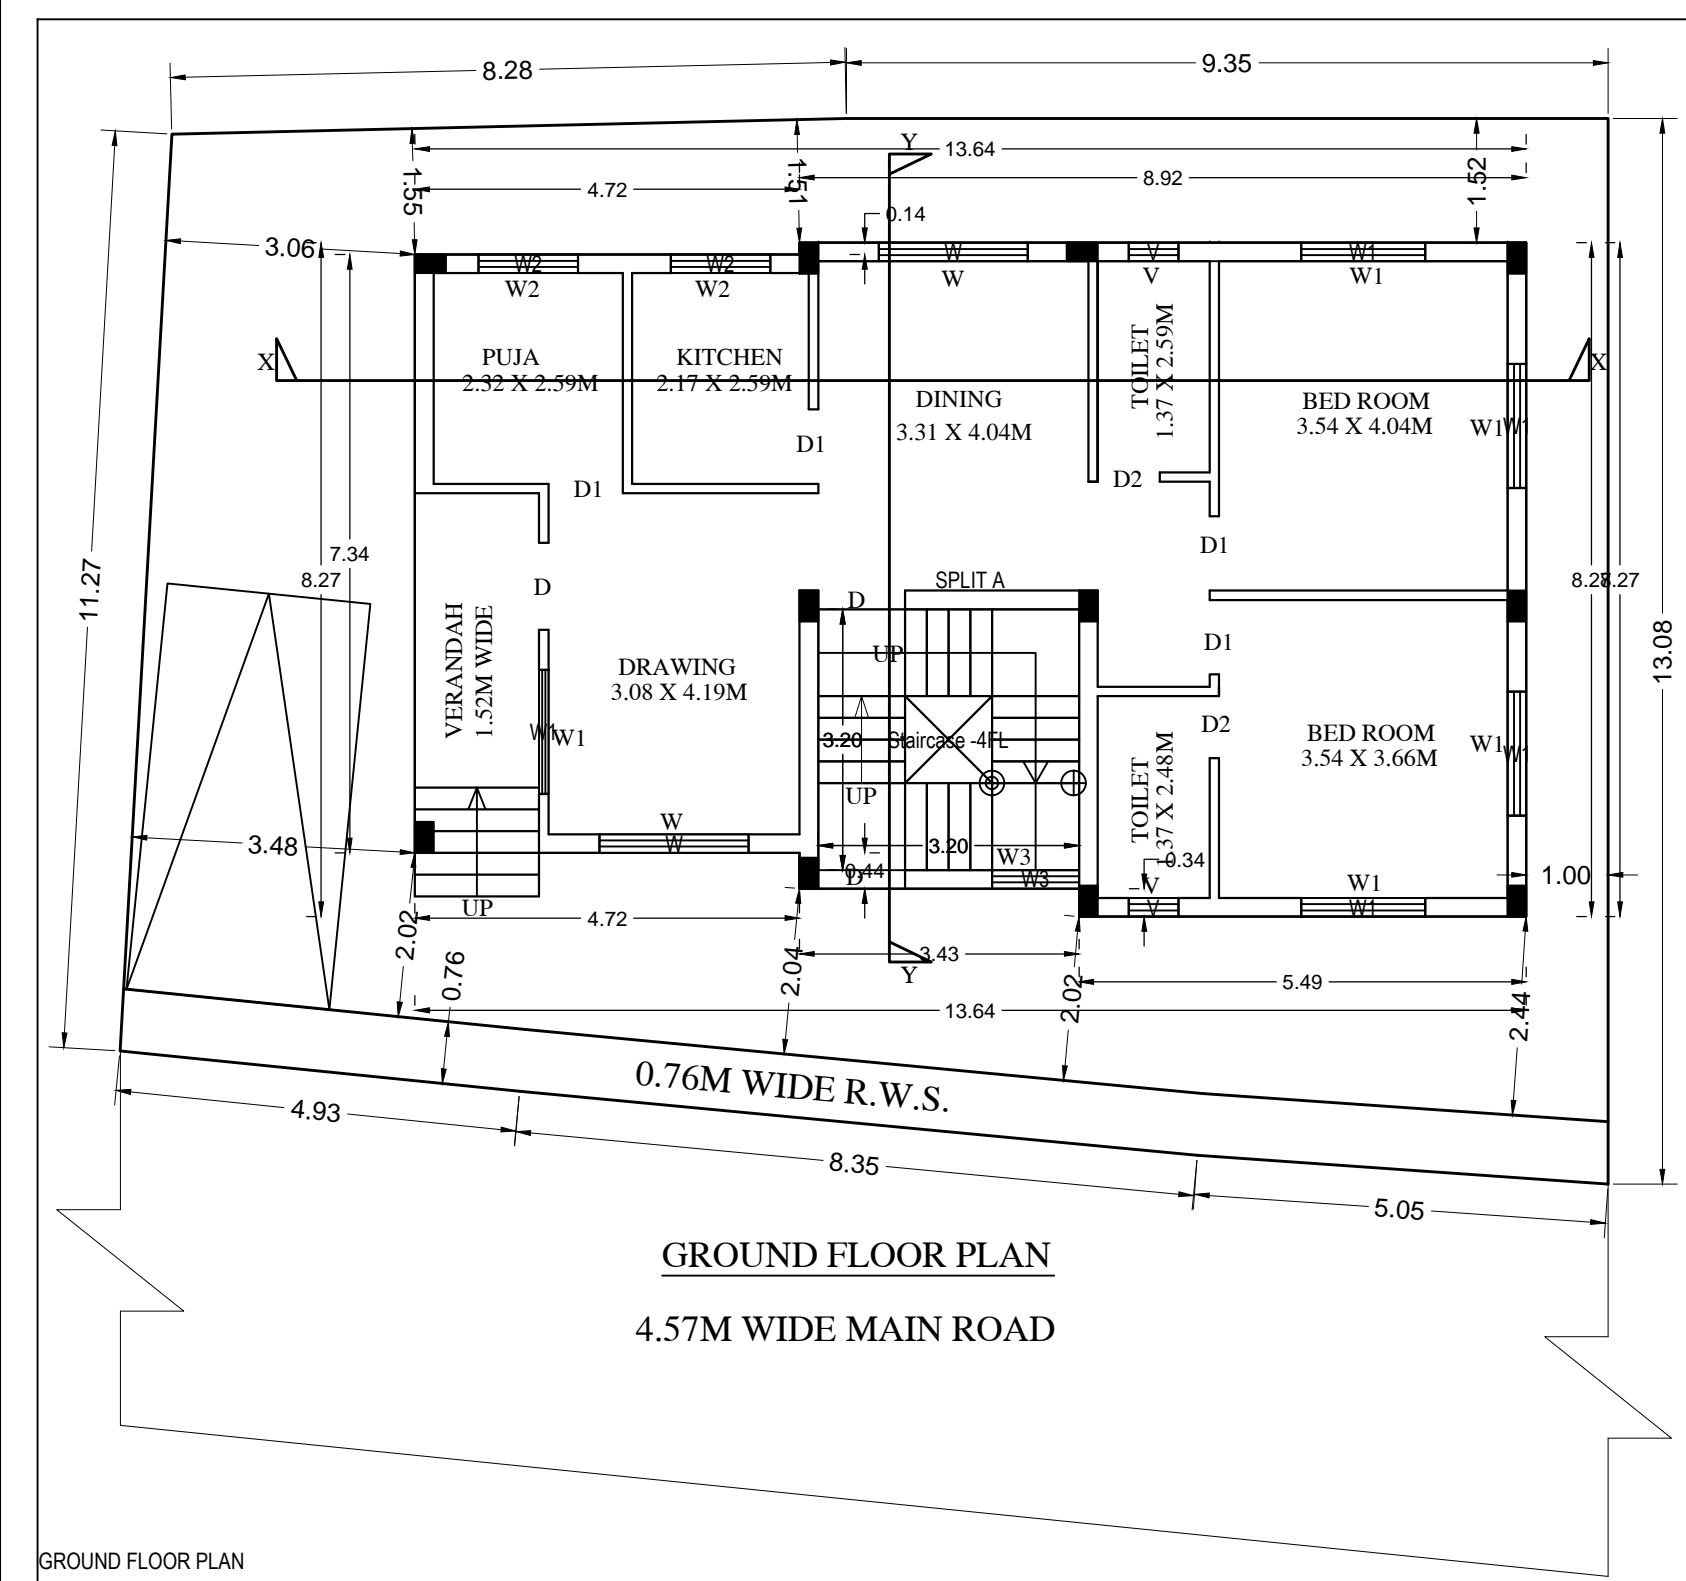 8.28
9.35
Y
13.64
1.55
4.72
1.51
8.92
1.52
0.14
3.06
W2
W2
W
V
W1
W2
W2
W
V
W1
X
PUJA
2.32 X 2.59M
KITCHEN
2.17 X 2.59M
TOILET
1.37 X 2.59M
X
DINING
3.31 X 4.04M
BED ROOM
3.54 X 4.04M
W1
W1
D1
D1
D2
D1
7.34
8.27
8.27
8.27
11.27
D
SPLIT A
D
VERANDAH
1.52M WIDE
UP
D1
13.08
DRAWING
3.08 X 4.19M
D2
W1
W1
3.20
Staircase -4FL
BED ROOM
3.54 X 3.66M
W1
W1
UP
TOILET
1.37 X 2.48M
3.48
W
W
3.20
W3
W3
0.44
D
0.34
V
V
W1
W1
1.00
UP
4.72
2.02
0.76
2.04
3.43
Y
2.02
5.49
2.44
13.64
0.76M WIDE R.W.S.
4.93
8.35
5.05
GROUND FLOOR PLAN
4.57M WIDE MAIN ROAD
GROUND FLOOR PLAN